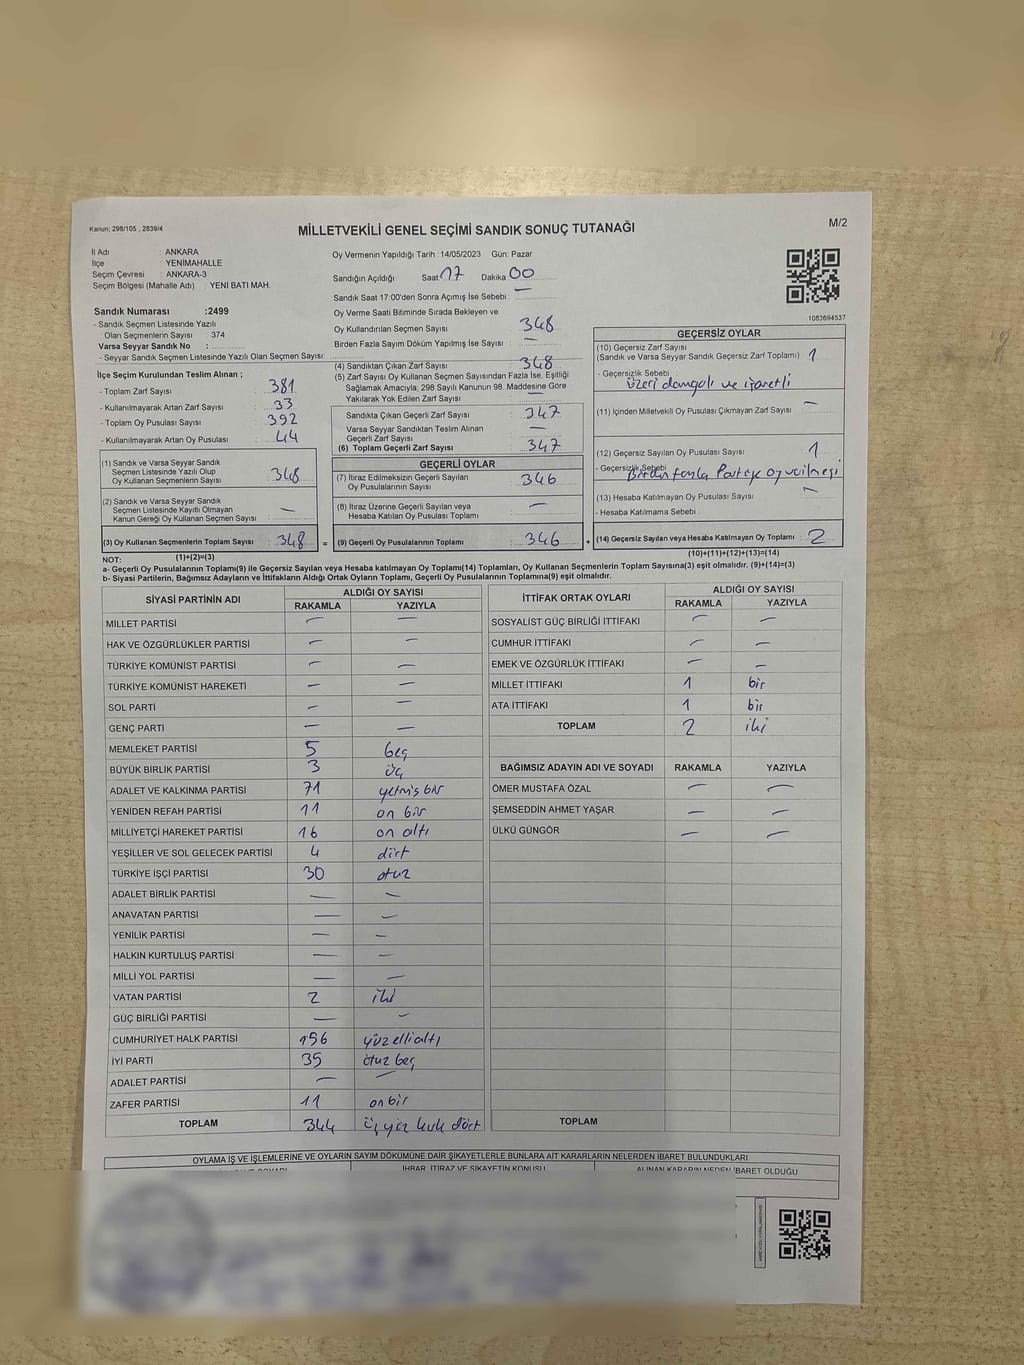 Kanun: 298/105 , 2839/4
MİLLETVEKİLİ GENEL SEÇİMİ SANDIK SONUÇ TUTANAĞI
M/2
İl Adı : ANKARA
İlçe : YENİMAHALLE
Seçim Çevresi : ANKARA-3
Seçim Bölgesi (Mahalle Adı) : YENİ BATI MAH.
Sandık Numarası :2499
- Sandık Seçmen Listesinde Yazılı
Olan Seçmenlerin Sayısı 374
Varsa Seyyar Sandık No :
- Seyyar Sandık Seçmen Listesinde Yazılı Olan Seçmen Sayısı:
İlçe Seçim Kurulundan Teslim Alınan ;
- Toplam Zarf Sayısı : 381
- Kullanılmayarak Artan Zarf Sayısı : 33
- Toplam Oy Pusulası Sayısı : 392
- Kullanılmayarak Artan Oy Pusulası : 44
(1) Sandık ve Varsa Seyyar Sandık
Seçmen Listesinde Yazılı Olup
Oy Kullanan Seçmenlerin Sayısı : 348
(2) Sandık ve Varsa Seyyar Sandık
Seçmen Listesinde Kayıtlı Olmayan
Kanun Gereği Oy Kullanan Seçmen Sayısı : —
(3) Oy Kullanan Seçmenlerin Toplam Sayısı : 348 =
(1)+(2)=(3)
Oy Vermenin Yapıldığı Tarih :14/05/2023 Gün: Pazar
Sandığın Açıldığı Saat 17 Dakika 00
Sandık Saat 17:00'den Sonra Açımış İse Sebebi : —
Oy Verme Saati Bitiminde Sırada Bekleyen ve
Oy Kullandırılan Seçmen Sayısı : 348
Birden Fazla Sayım Döküm Yapılmış İse Sayısı : —
(4) Sandıktan Çıkan Zarf Sayısı : 348
(5) Zarf Sayısı Oy Kullanan Seçmen Sayısından Fazla İse, Eşitliği
Sağlamak Amacıyla, 298 Sayılı Kanunun 98. Maddesine Göre
Yakılarak Yok Edilen Zarf Sayısı : —
Sandıkta Çıkan Geçerli Zarf Sayısı : 347
Varsa Seyyar Sandıktan Teslim Alınan
Geçerli Zarf Sayısı : —
(6) Toplam Geçerli Zarf Sayısı : 347
GEÇERLİ OYLAR
(7) İtiraz Edilmeksizin Geçerli Sayılan
Oy Pusulalarının Sayısı : 346
(8) İtiraz Üzerine Geçerli Sayılan veya
Hesaba Katılan Oy Pusulası Toplamı : —
(9) Geçerli Oy Pusulalarının Toplamı : 346 +
1083694537
GEÇERSİZ OYLAR
(10) Geçersiz Zarf Sayısı
(Sandık ve Varsa Seyyar Sandık Geçersiz Zarf Toplamı) : 1
- Geçersizlik Sebebi :
üzeri damgalı ve işaretli
(11) İçinden Milletvekili Oy Pusulası Çıkmayan Zarf Sayısı : —
(12) Geçersiz Sayılan Oy Pusulası Sayısı : 1
- Geçersizlik Sebebi
Birden fazla Partiye oy verilmesi
(13) Hesaba Katılmayan Oy Pusulası Sayısı : —
- Hesaba Katılmama Sebebi
(14) Geçersiz Sayılan veya Hesaba Katılmayan Oy Toplamı : 2
(10)+(11)+(12)+(13)=(14)
NOT:
a- Geçerli Oy Pusulalarının Toplamı(9) ile Geçersiz Sayılan veya Hesaba katılmayan Oy Toplamı(14) Toplamları, Oy Kullanan Seçmenlerin Toplam Sayısına(3) eşit olmalıdır. (9)+(14)=(3)
b- Siyasi Partilerin, Bağımsız Adayların ve İttifakların Aldığı Ortak Oyların Toplamı, Geçerli Oy Pusulalarının Toplamına(9) eşit olmalıdır.
SİYASİ PARTİNİN ADI ALDIĞI OY SAYISI
RAKAMLA YAZIYLA
MİLLET PARTİSİ — —
HAK VE ÖZGÜRLÜKLER PARTİSİ — —
TÜRKİYE KOMÜNİST PARTİSİ — —
TÜRKİYE KOMÜNİST HAREKETİ — —
SOL PARTİ — —
GENÇ PARTİ — —
MEMLEKET PARTİSİ 5 beş
BÜYÜK BİRLİK PARTİSİ 3 üç
ADALET VE KALKINMA PARTİSİ 71 yetmiş bir
YENİDEN REFAH PARTİSİ 11 on bir
MİLLİYETÇİ HAREKET PARTİSİ 16 on altı
YEŞİLLER VE SOL GELECEK PARTİSİ 4 dört
TÜRKİYE İŞÇİ PARTİSİ 30 otuz
ADALET BİRLİK PARTİSİ — —
ANAVATAN PARTİSİ — —
YENİLİK PARTİSİ — —
HALKIN KURTULUŞ PARTİSİ — —
MİLLİ YOL PARTİSİ — —
VATAN PARTİSİ 2 iki
GÜÇ BİRLİĞİ PARTİSİ — —
CUMHURİYET HALK PARTİSİ 156 yüz elli altı
İYİ PARTİ 35 otuz beş
ADALET PARTİSİ — —
ZAFER PARTİSİ 11 on bir
TOPLAM 344 üç yüz kırk dört
İTTİFAK ORTAK OYLARI ALDIĞI OY SAYISI
RAKAMLA YAZIYLA
SOSYALİST GÜÇ BİRLİĞİ İTTİFAKI — —
CUMHUR İTTİFAKI — —
EMEK VE ÖZGÜRLÜK İTTİFAKI — —
MİLLET İTTİFAKI 1 bir
ATA İTTİFAKI 1 bir
TOPLAM 2 iki
BAĞIMSIZ ADAYIN ADI VE SOYADI RAKAMLA YAZIYLA
ÖMER MUSTAFA ÖZAL — —
ŞEMSEDDİN AHMET YAŞAR — —
ÜLKÜ GÜNGÖR — —
TOPLAM
OYLAMA İŞ VE İŞLEMLERİNE VE OYLARIN SAYIM DÖKÜMÜNE DAİR ŞİKAYETLERLE BUNLARA AİT KARARLARIN NELERDEN İBARET BULUNDUKLARI
İHBAR, İTİRAZ VE ŞİKAYETİN KONUSU ALINAN KARARIN NEDEN İBARET OLDUĞU